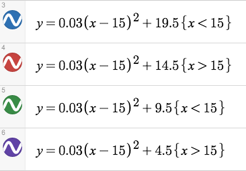 3
y = 0.03(x − 15)² + 19.5{x < 15}
4
y = 0.03(x − 15)² + 14.5{x > 15}
5
y = 0.03(x − 15)² + 9.5{x < 15}
6
y = 0.03(x − 15)² + 4.5{x > 15}